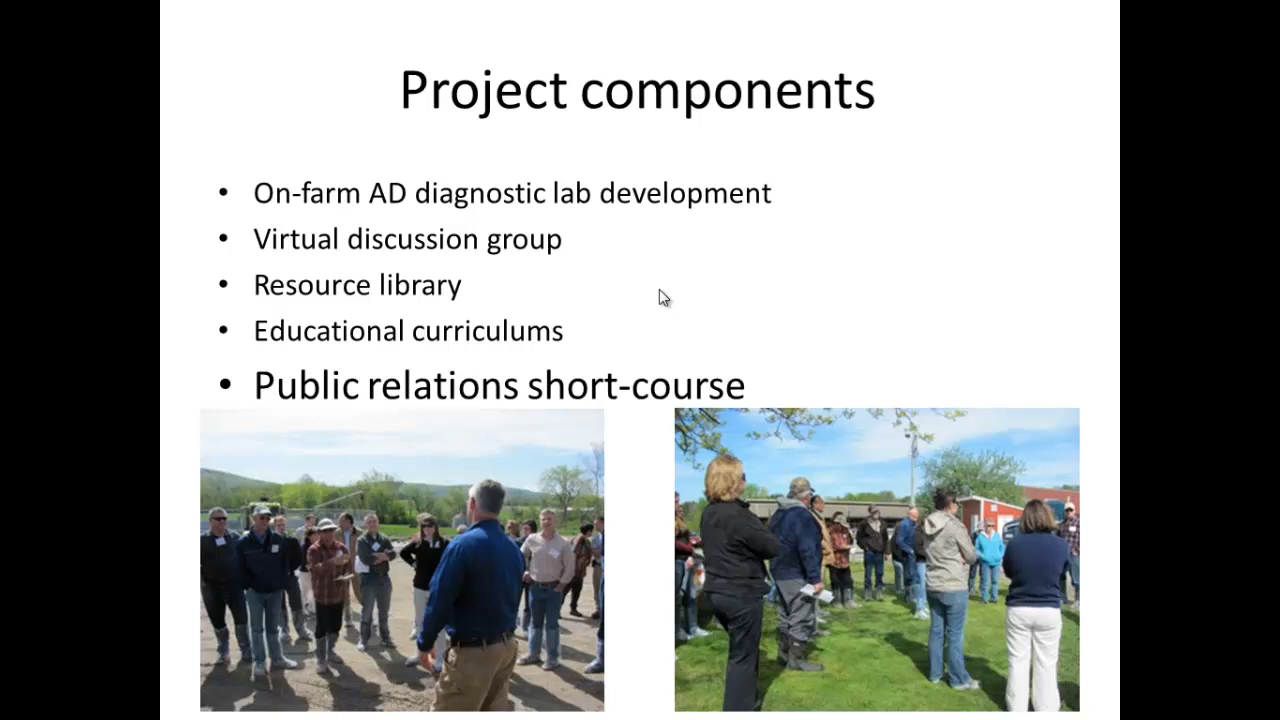 Project components
• On-farm AD diagnostic lab development
• Virtual discussion group
• Resource library
• Educational curriculums
• Public relations short-course